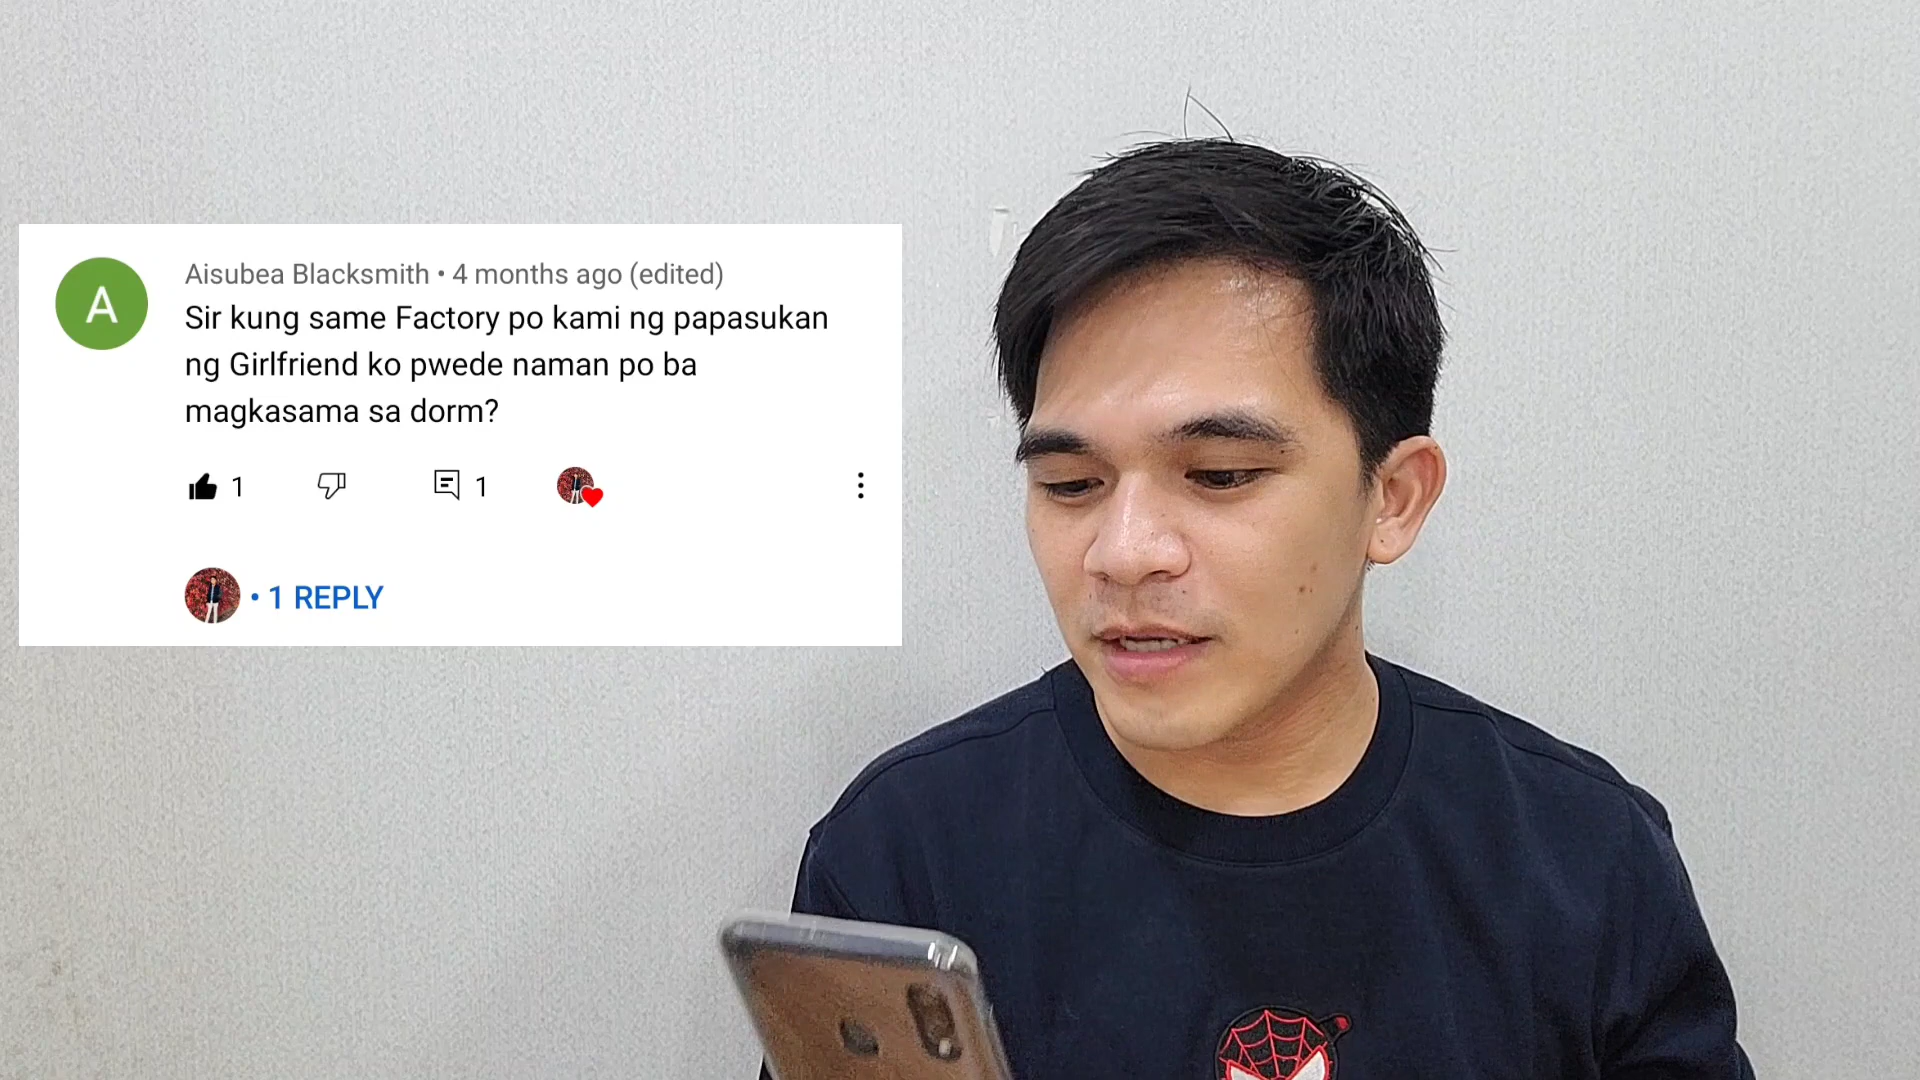 A
Aisubea Blacksmith • 4 months ago (edited)
Sir kung same Factory po kami ng papasukan
ng Girlfriend ko pwede naman po ba
magkasama sa dorm?
1
1
• 1 REPLY